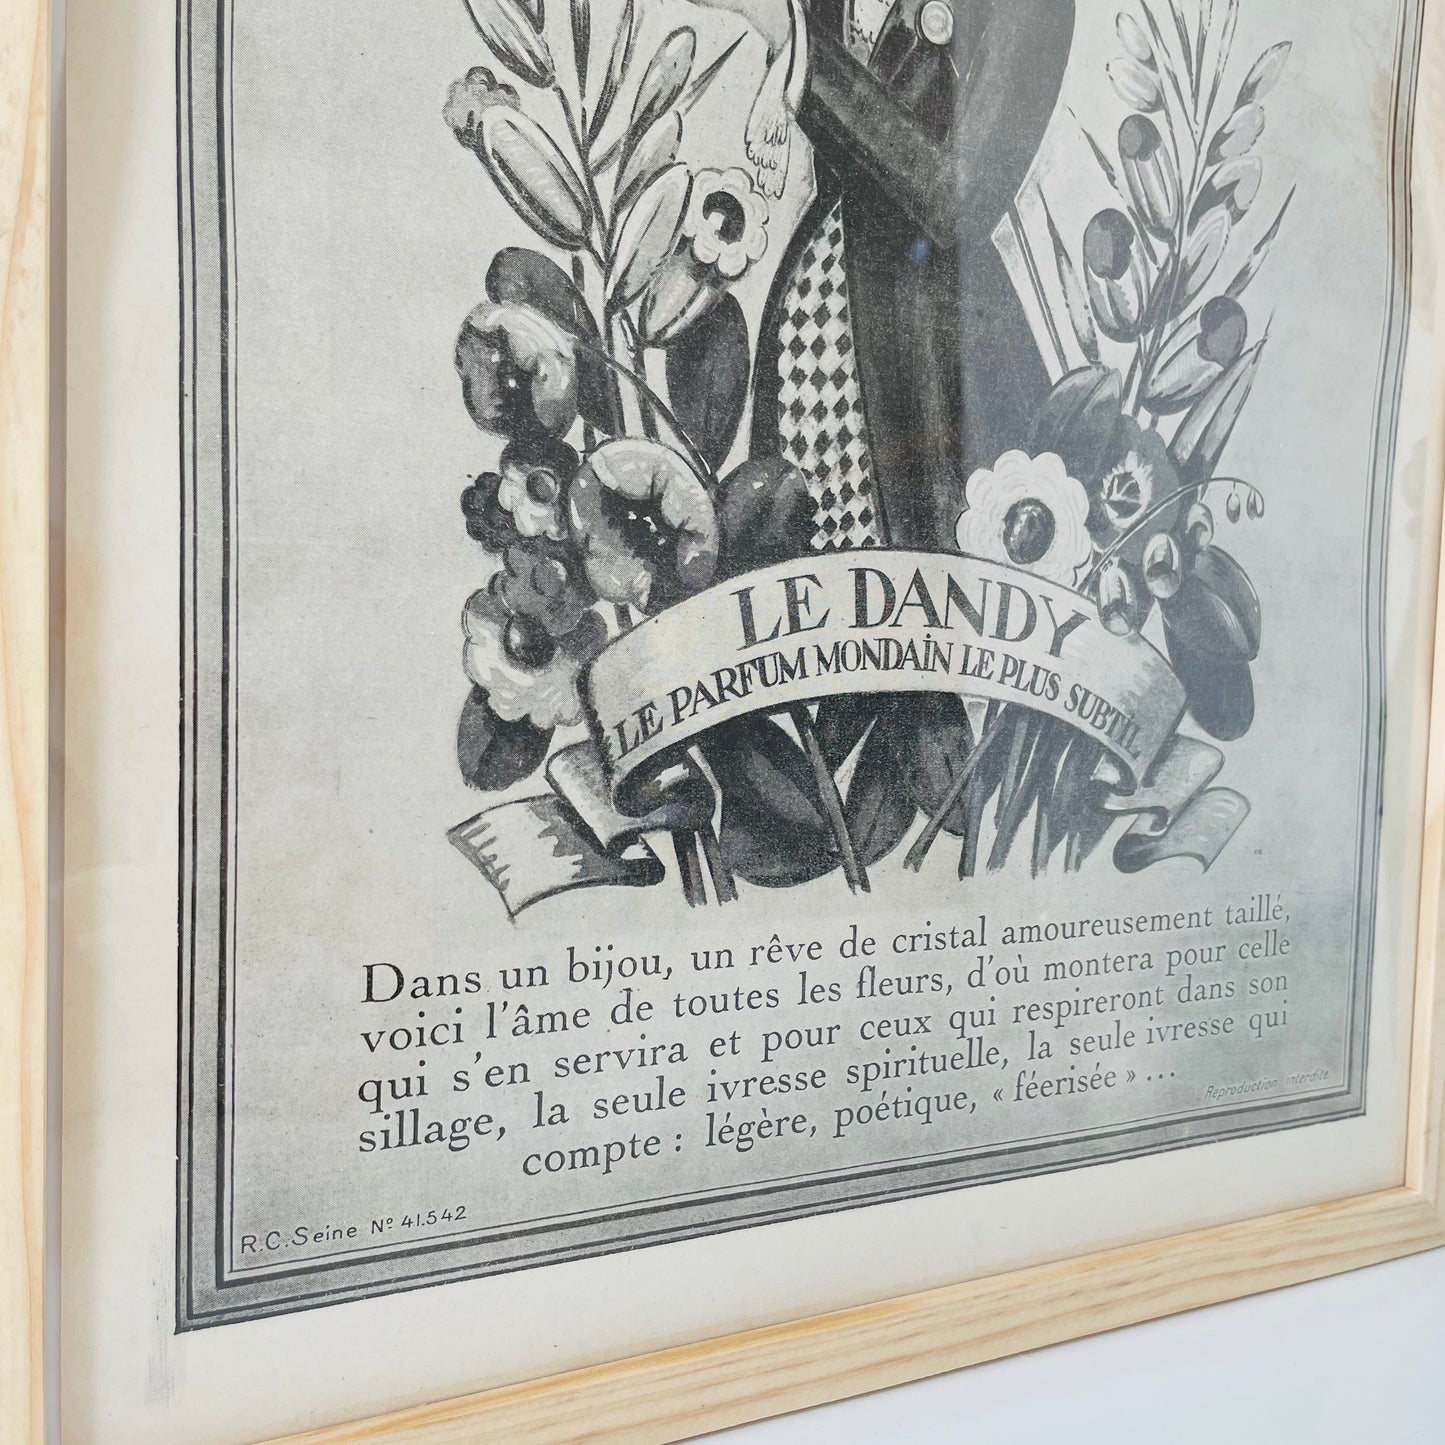 LE DANDY
LE PARFUM MONDAiN LE PLUS SUBTIL
Dans un bijou, un rêve de cristal amoureusement taillé,
voici l'âme de toutes les fleurs, d'où montera pour celle
qui s'en servira et pour ceux qui respireront dans son
sillage, la seule ivresse spirituelle, la seule ivresse qui
compte : légère, poétique, « féerisée » ...
Reproduction interdite
R.C. Seine Nº 41.542